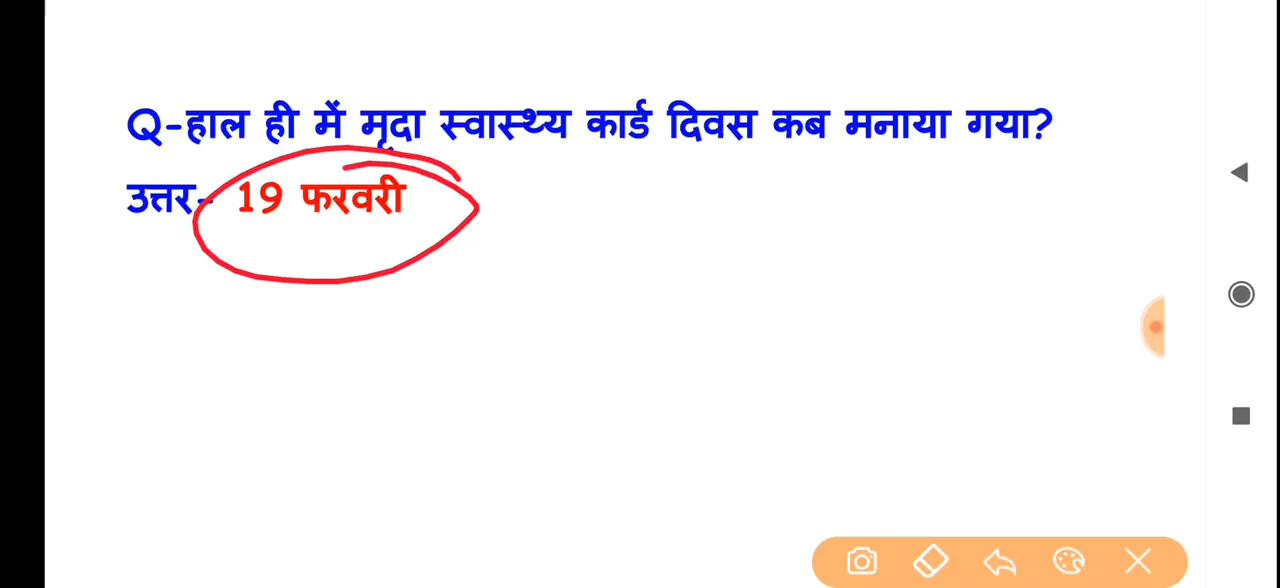 Q-हाल ही में मृदा स्वास्थ्य कार्ड दिवस कब मनाया गया?
उत्तर- 19 फरवरी